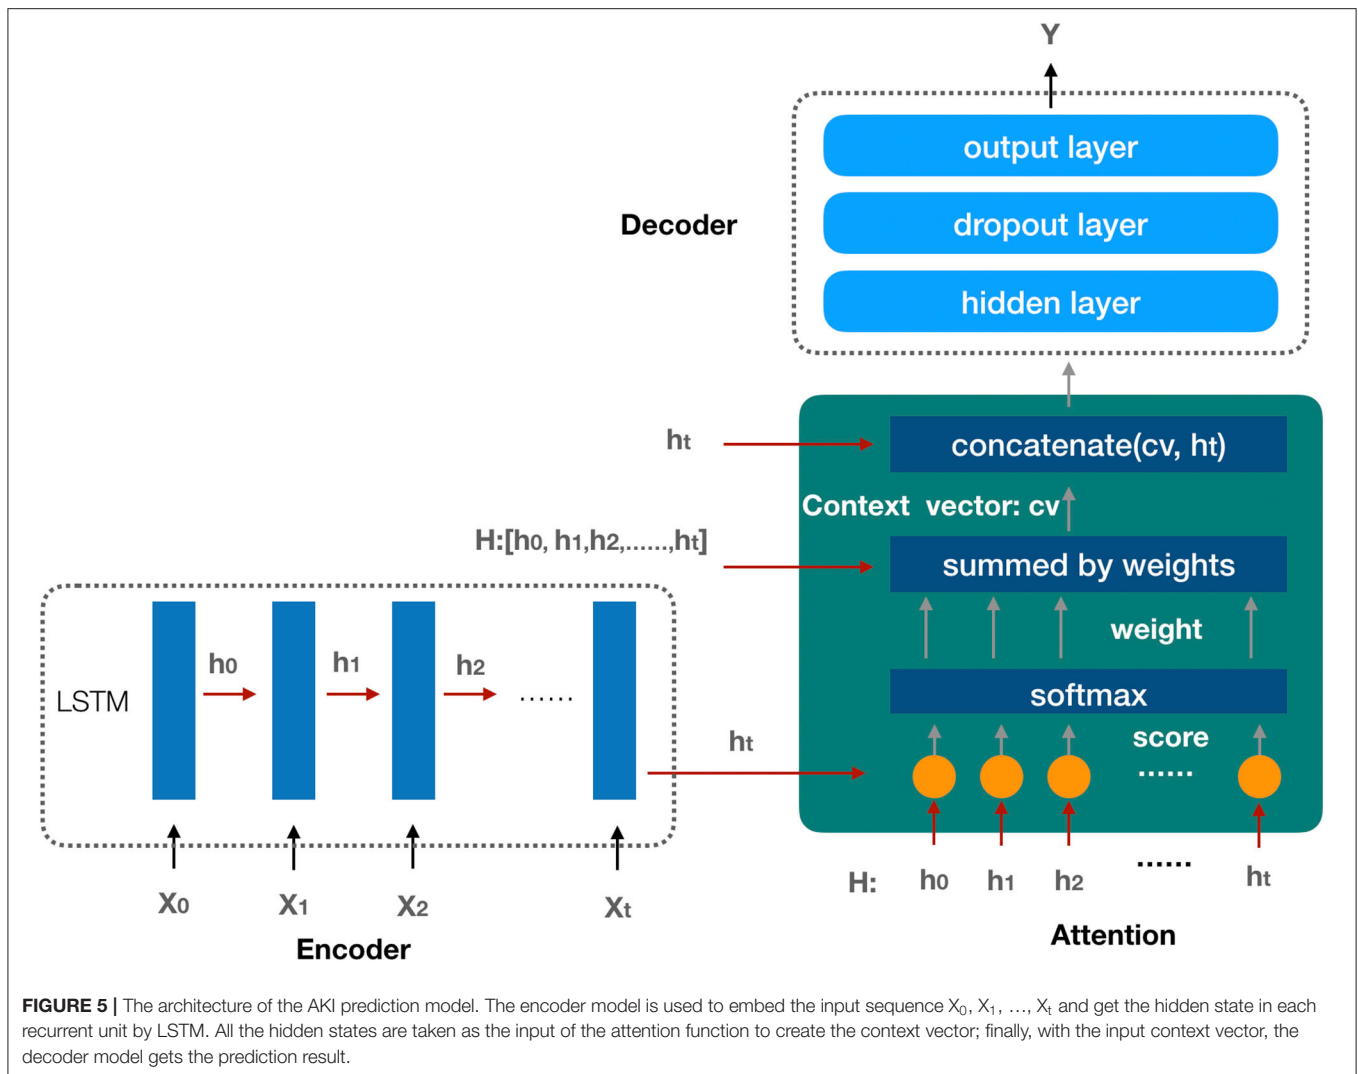 Y
output layer
dropout layer
Decoder
hidden layer
ht
concatenate(cv, ht)
Context vector: cv
H:[h0, h1,h2,......,ht]
summed by weights
weight
h0
h1
h2
LSTM
......
softmax
score
ht
......
......
H:
h0
h1
h2
ht
X0
X1
X2
Xt
Encoder
Attention
FIGURE 5 | The architecture of the AKI prediction model. The encoder model is used to embed the input sequence X0, X1, ..., Xt and get the hidden state in each
recurrent unit by LSTM. All the hidden states are taken as the input of the attention function to create the context vector; finally, with the input context vector, the
decoder model gets the prediction result.